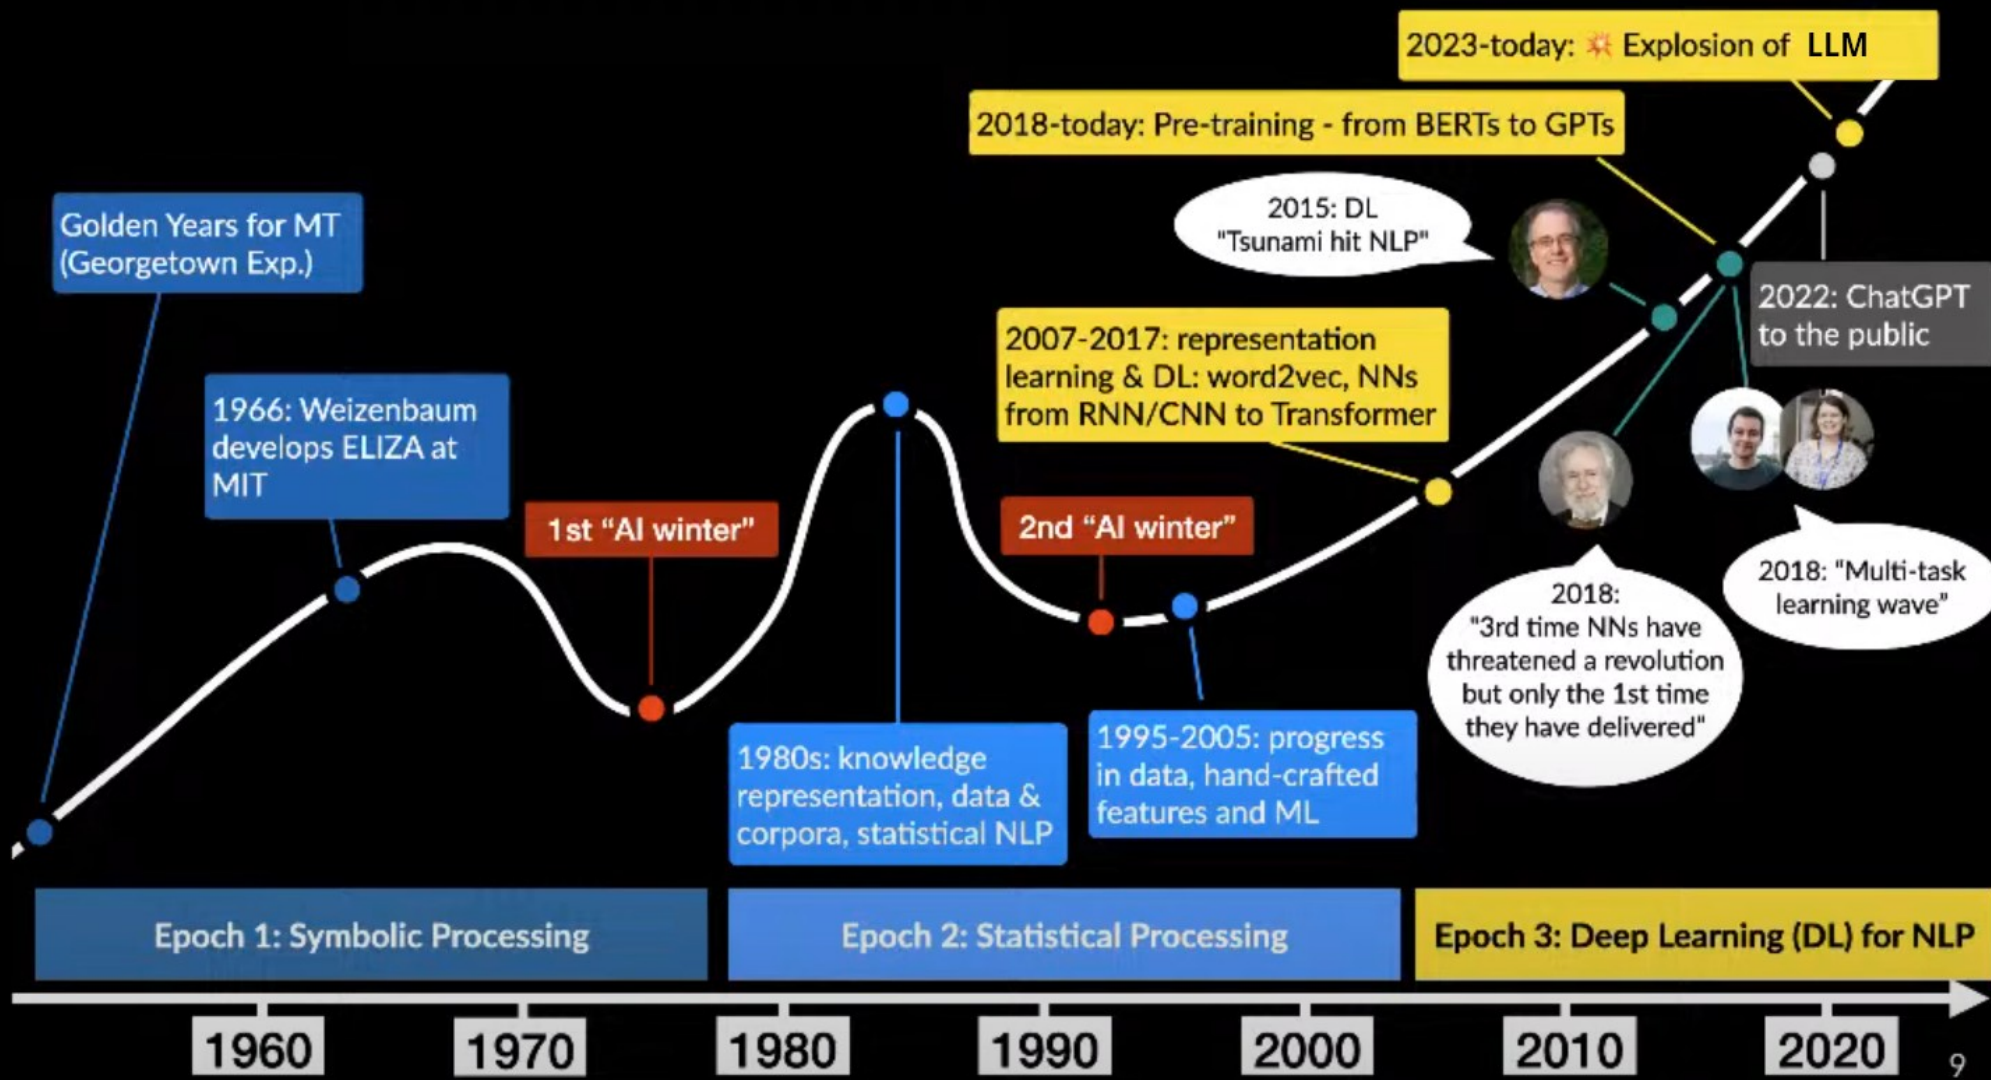 2023-today: 💥 Explosion of LLM
2018-today: Pre-training - from BERTs to GPTs
2015: DL
"Tsunami hit NLP"
Golden Years for MT
(Georgetown Exp.)
2022: ChatGPT
to the public
2007-2017: representation
learning & DL: word2vec, NNs
from RNN/CNN to Transformer
1966: Weizenbaum
develops ELIZA at
MIT
1st “AI winter”
2nd “AI winter”
2018: “Multi-task
learning wave”
2018:
"3rd time NNs have
threatened a revolution
but only the 1st time
they have delivered"
1980s: knowledge
representation, data &
corpora, statistical NLP
1995-2005: progress
in data, hand-crafted
features and ML
Epoch 1: Symbolic Processing
Epoch 2: Statistical Processing
Epoch 3: Deep Learning (DL) for NLP
1960
1970
1980
1990
2000
2010
2020
9